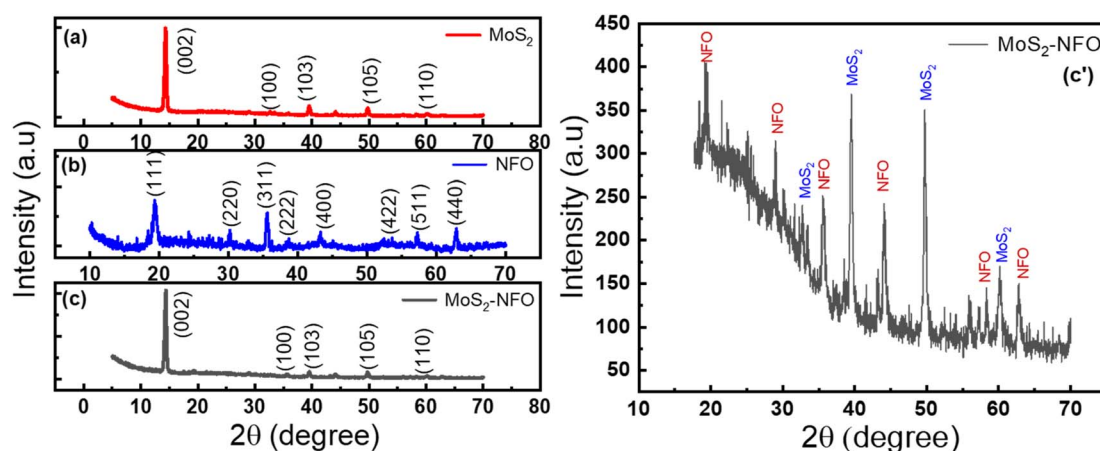 (a)
MoS₂
(002)
(100)
(103)
(105)
(110)
0 10 20 30 40 50 60 70 80
(b)
NFO
(111)
(220)
(311)
(222)
(400)
(422)
(511)
(440)
10 20 30 40 50 60 70
(c)
MoS₂-NFO
(002)
(100)
(103)
(105)
(110)
0 10 20 30 40 50 60 70 80
Intensity (a.u)
2θ (degree)
450
400
350
300
250
200
150
100
50
MoS₂-NFO
(c')
NFO
NFO
MoS₂
NFO
MoS₂
NFO
MoS₂
NFO
MoS₂
NFO
10 20 30 40 50 60 70
Intensity (a.u
2θ (degree)